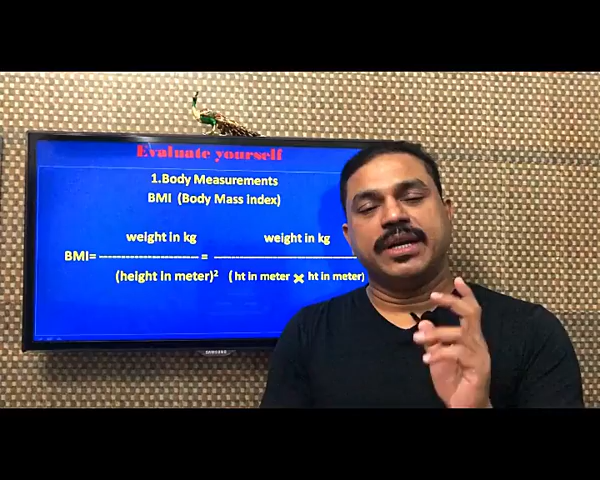 Evaluate yourself
1.Body Measurements
BMI (Body Mass index)
weight in kg weight in kg
BMI= ---------------------- = --------------------------------
(height in meter)² ( ht in meter × ht in meter)
SAMSUNG